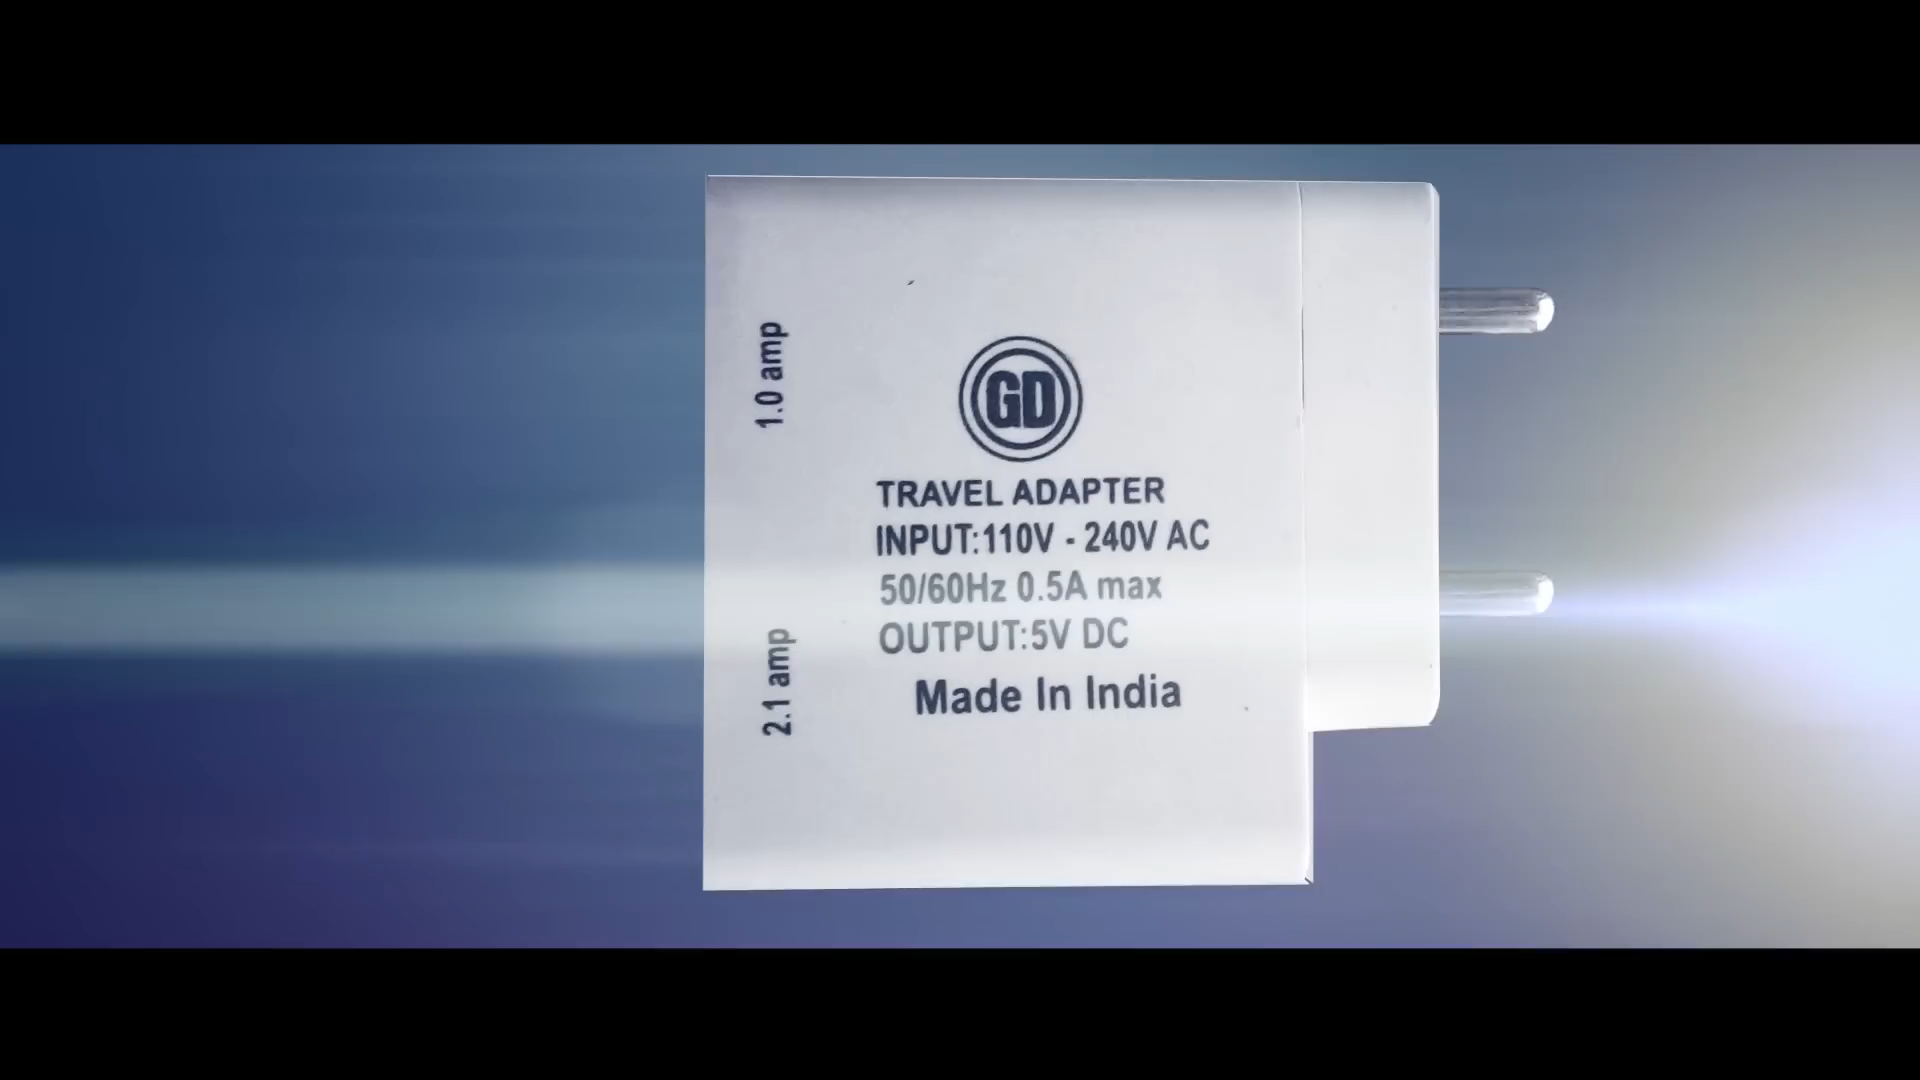 1.0 amp
GD
TRAVEL ADAPTER
INPUT:110V - 240V AC
50/60Hz 0.5A max
OUTPUT:5V DC
Made In India
2.1 amp